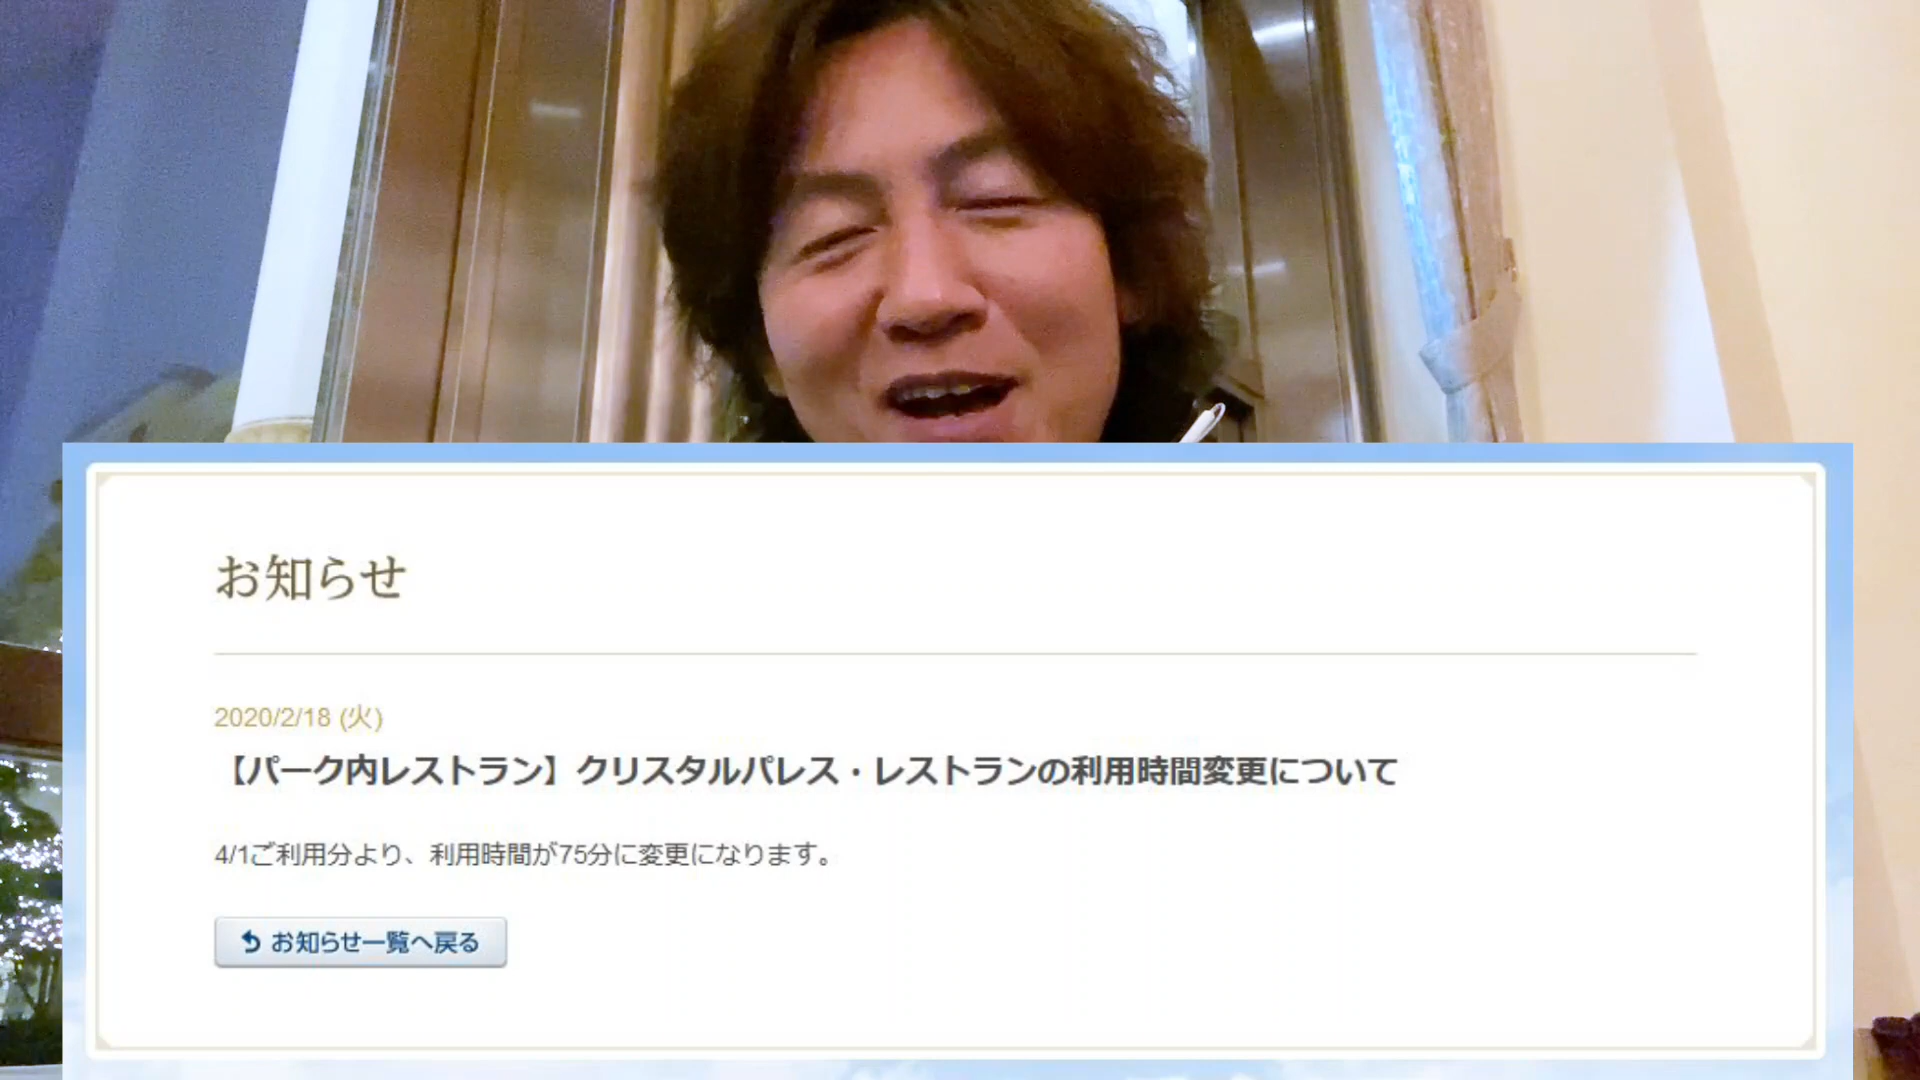 お知らせ
2020/2/18 (火)
【パーク内レストラン】クリスタルパレス・レストランの利用時間変更について
4/1ご利用分より、利用時間が75分に変更になります。
お知らせ一覧へ戻る